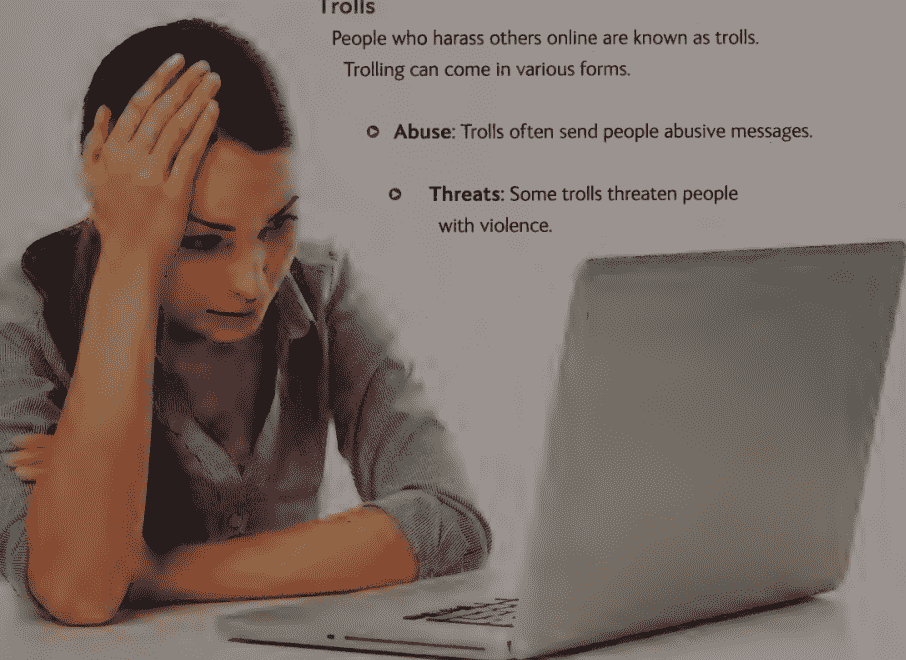 Trolls
People who harass others online are known as trolls.
Trolling can come in various forms.
Abuse: Trolls often send people abusive messages.
Threats: Some trolls threaten people
with violence.